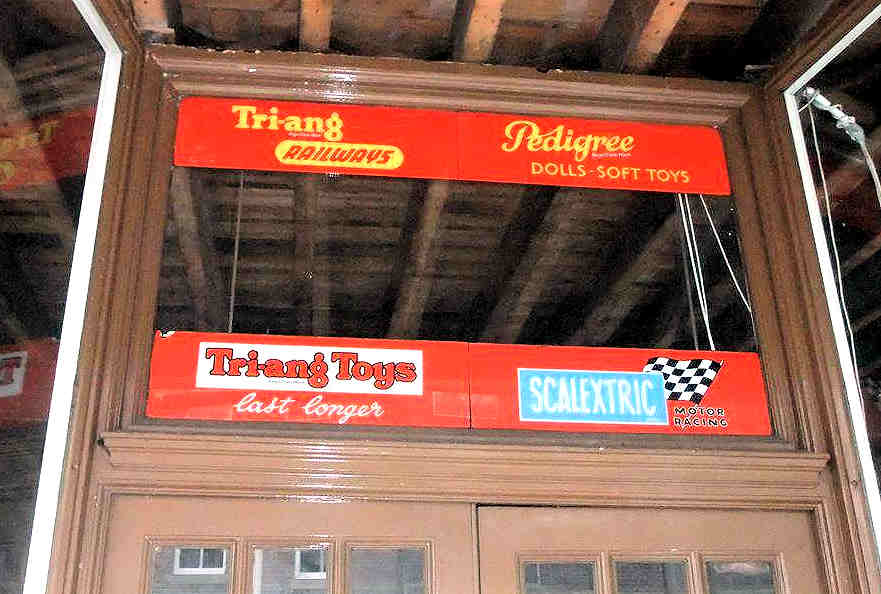 Tri-ang
RAILWAYS
Pedigree
DOLLS - SOFT TOYS
Tri-ang Toys
last longer
SCALEXTRIC
MOTOR
RACING